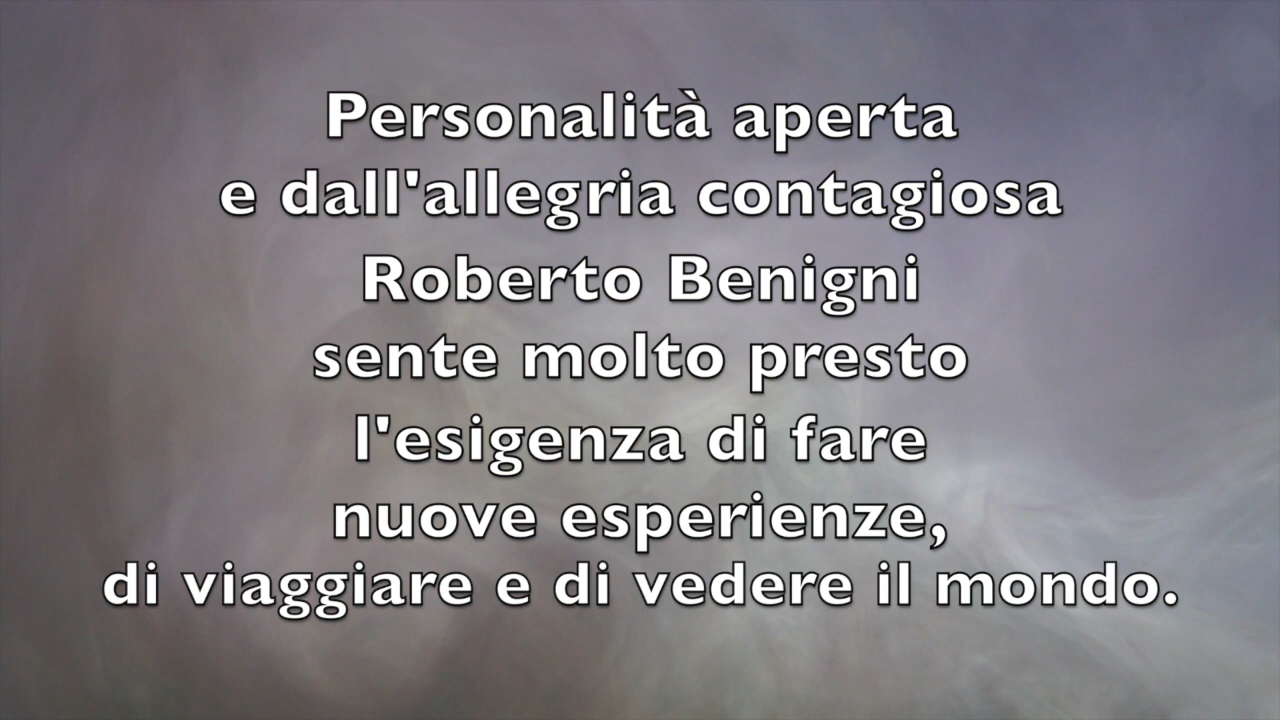 Personalità aperta
e dall'allegria contagiosa
Roberto Benigni
sente molto presto
l'esigenza di fare
nuove esperienze,
di viaggiare e di vedere il mondo.